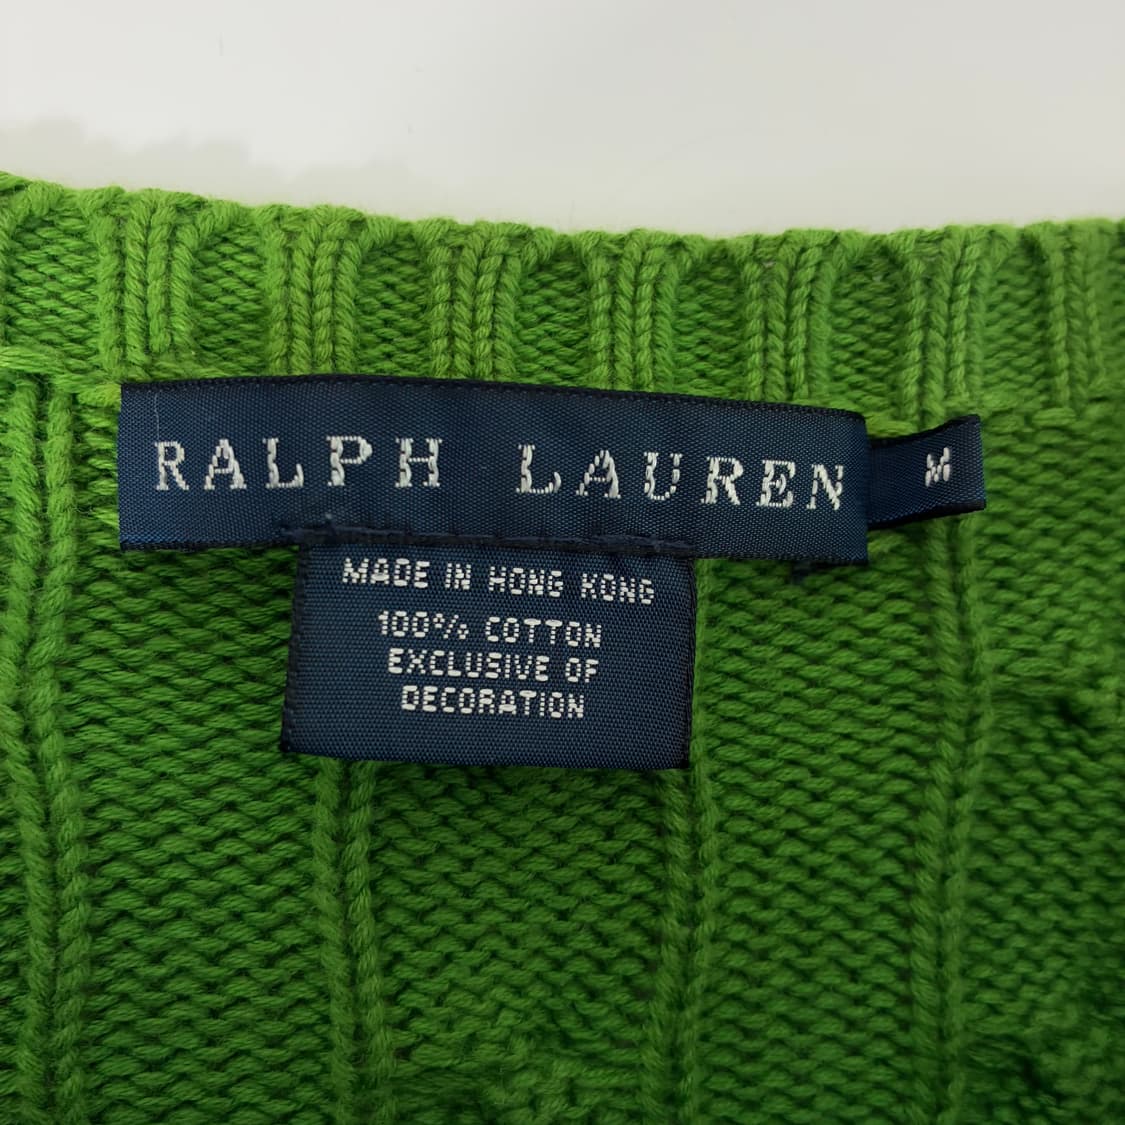 RALPH LAUREN
M
MADE IN HONG KONG
100% COTTON
EXCLUSIVE OF
DECORATION